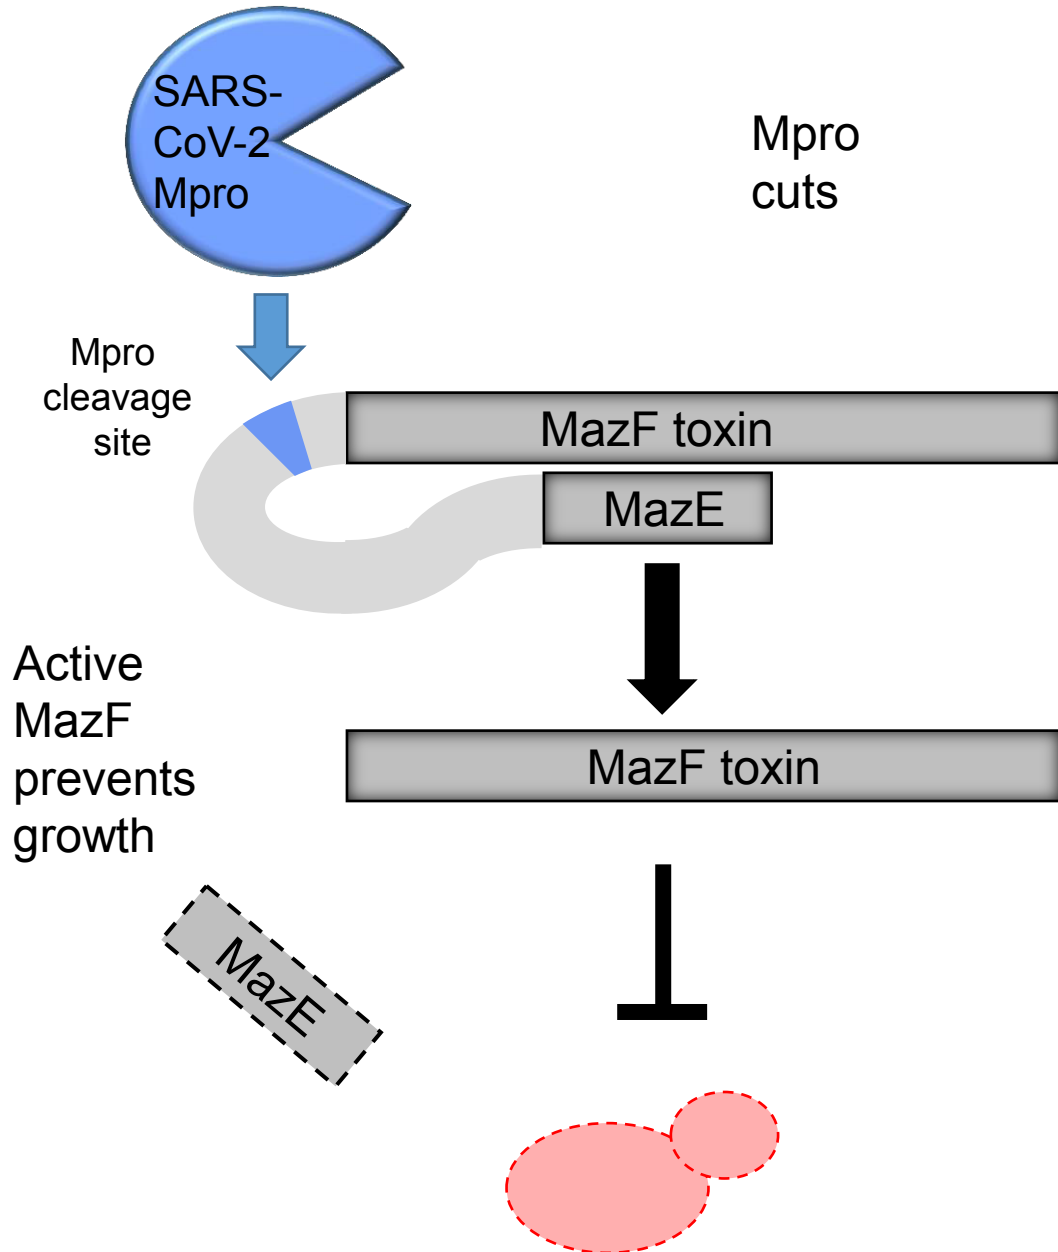 SARS-
CoV-2
Mpro
Mpro
cuts
Mpro
cleavage
site
MazF toxin
MazE
Active
MazF
prevents
growth
MazF toxin
MazE